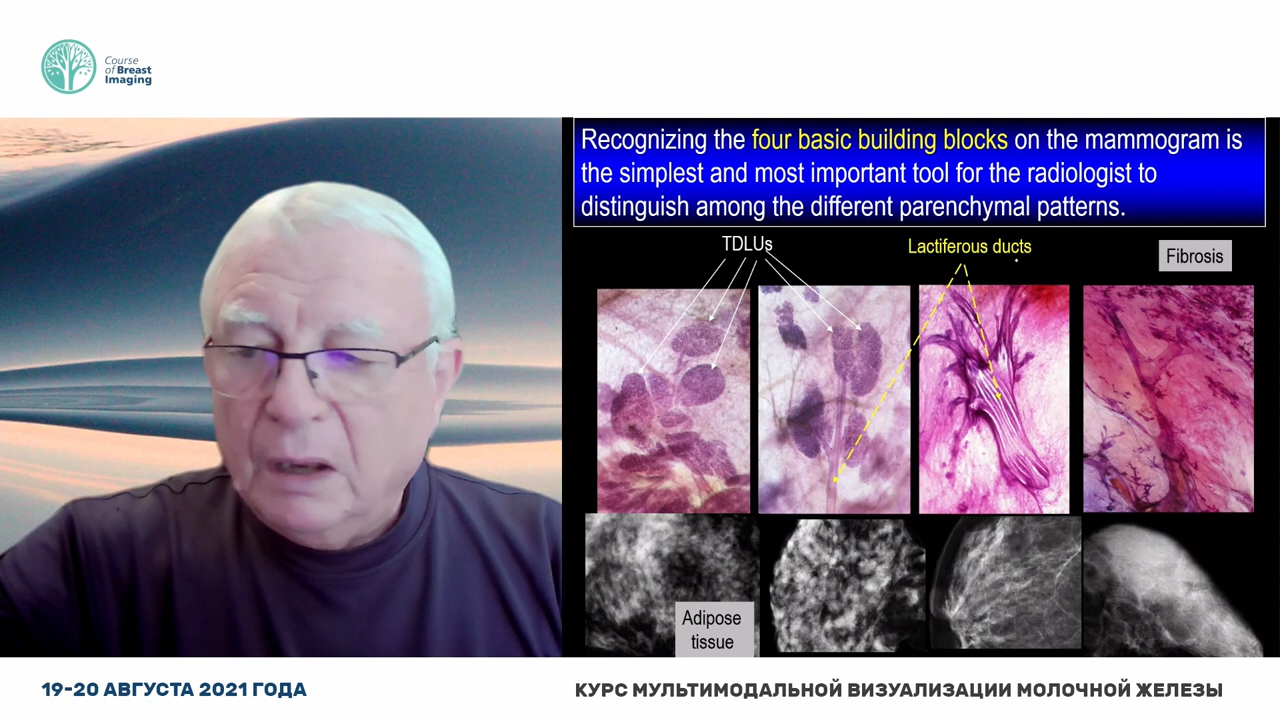 Course
of Breast
Imaging
Recognizing the four basic building blocks on the mammogram is
the simplest and most important tool for the radiologist to
distinguish among the different parenchymal patterns.
TDLUs
Lactiferous ducts
Fibrosis
Adipose
tissue
19-20 АВГУСТА 2021 ГОДА
КУРС МУЛЬТИМОДАЛЬНОЙ ВИЗУАЛИЗАЦИИ МОЛОЧНОЙ ЖЕЛЕЗЫ